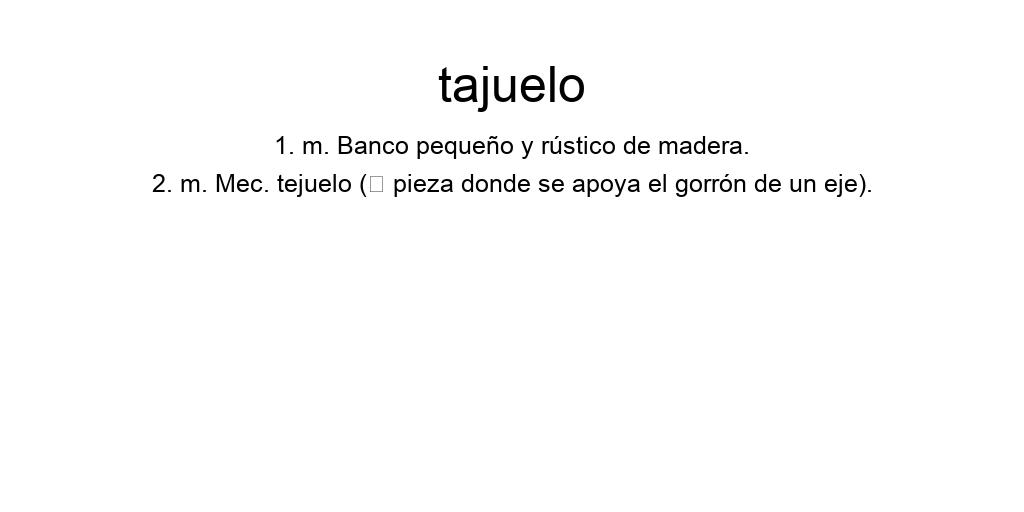 tajuelo
1. m. Banco pequeño y rústico de madera.
2. m. Mec. tejuelo (□ pieza donde se apoya el gorrón de un eje).